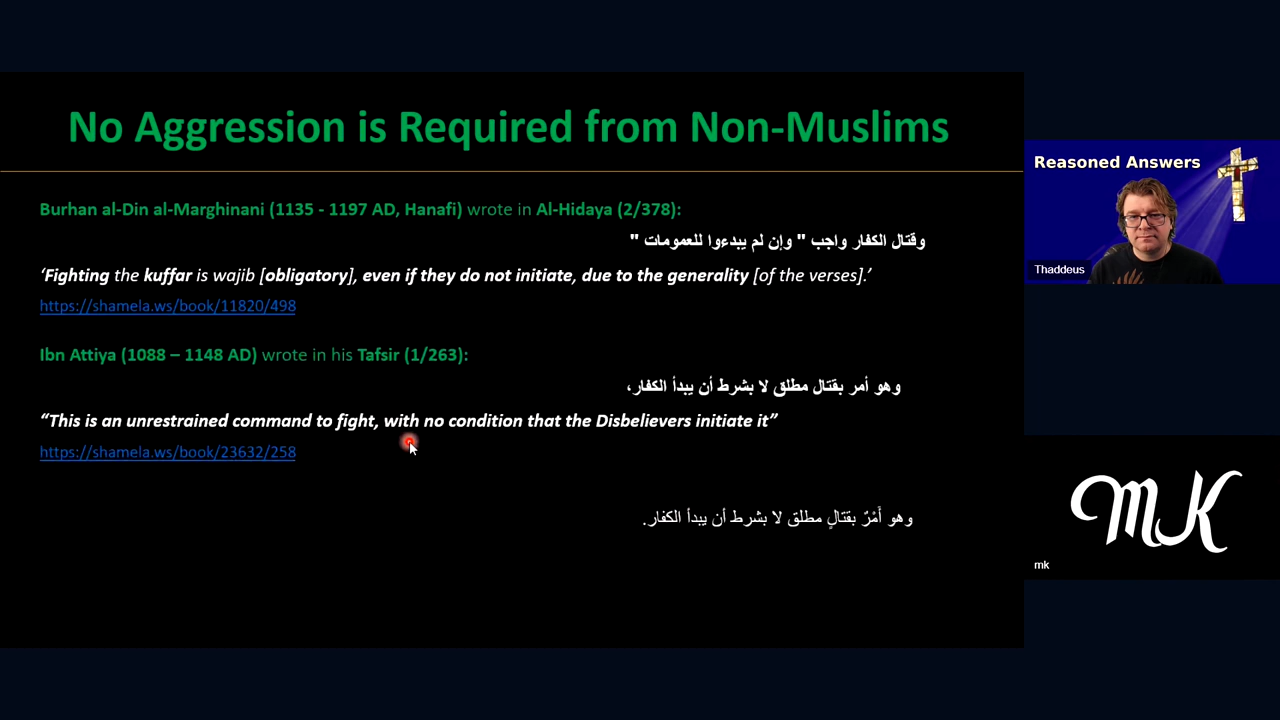 No Aggression is Required from Non-Muslims
Burhan al-Din al-Marghinani (1135 - 1197 AD, Hanafi) wrote in Al-Hidaya (2/378):
وقتال الكفار واجب " وإن لم يبدءوا للعمومات "
‘Fighting the kuffar is wajib [obligatory], even if they do not initiate, due to the generality [of the verses].’
https://shamela.ws/book/11820/498
Ibn Attiya (1088 – 1148 AD) wrote in his Tafsir (1/263):
وهو أمر بقتال مطلق لا بشرط أن يبدأ الكفار،
“This is an unrestrained command to fight, with no condition that the Disbelievers initiate it”
https://shamela.ws/book/23632/258
وهو أَمْرٌ بقتالٍ مطلق لا بشرط أن يبدأ الكفار.
Reasoned Answers
Thaddeus
MK
mk